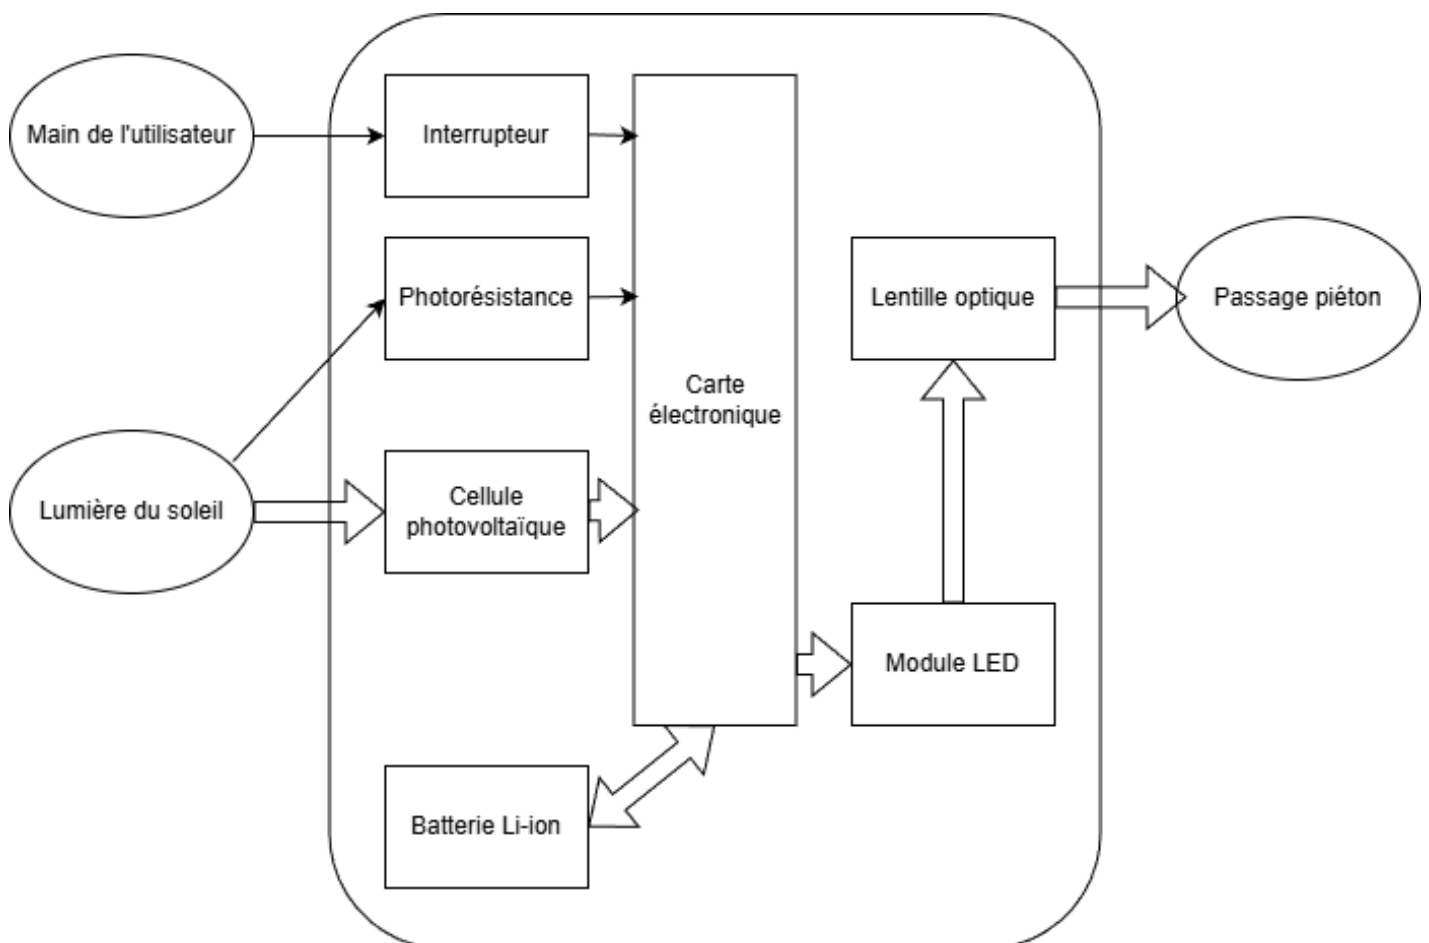 Main de l'utilisateur
Interrupteur
Photorésistance
Lentille optique
Passage piéton
Carte
électronique
Lumière du soleil
Cellule
photovoltaïque
Module LED
Batterie Li-ion